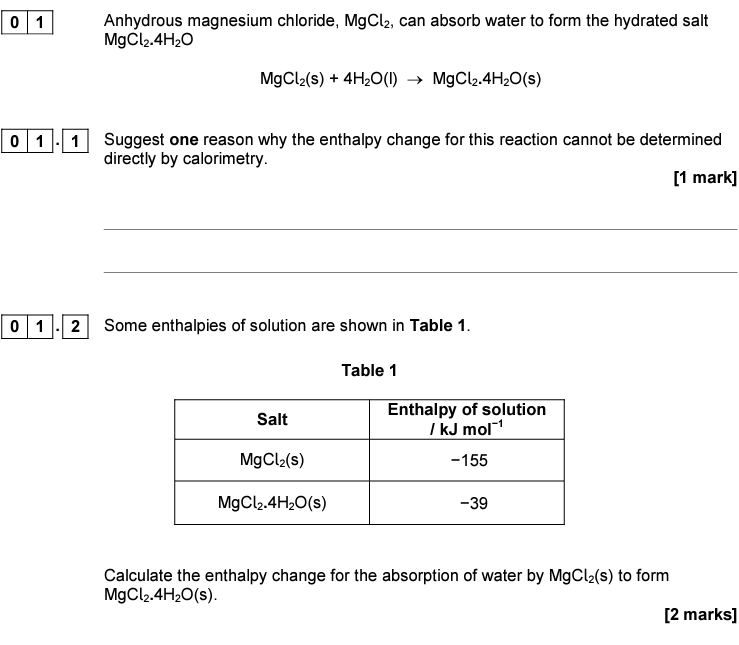 0 1 Anhydrous magnesium chloride, MgCl₂, can absorb water to form the hydrated salt
MgCl₂.4H₂O
MgCl₂(s) + 4H₂O(l) → MgCl₂.4H₂O(s)
0 1 . 1 Suggest one reason why the enthalpy change for this reaction cannot be determined
directly by calorimetry.
[1 mark]
0 1 . 2 Some enthalpies of solution are shown in Table 1.
Table 1
Salt Enthalpy of solution
/ kJ mol⁻¹
MgCl₂(s) −155
MgCl₂.4H₂O(s) −39
Calculate the enthalpy change for the absorption of water by MgCl₂(s) to form
MgCl₂.4H₂O(s).
[2 marks]